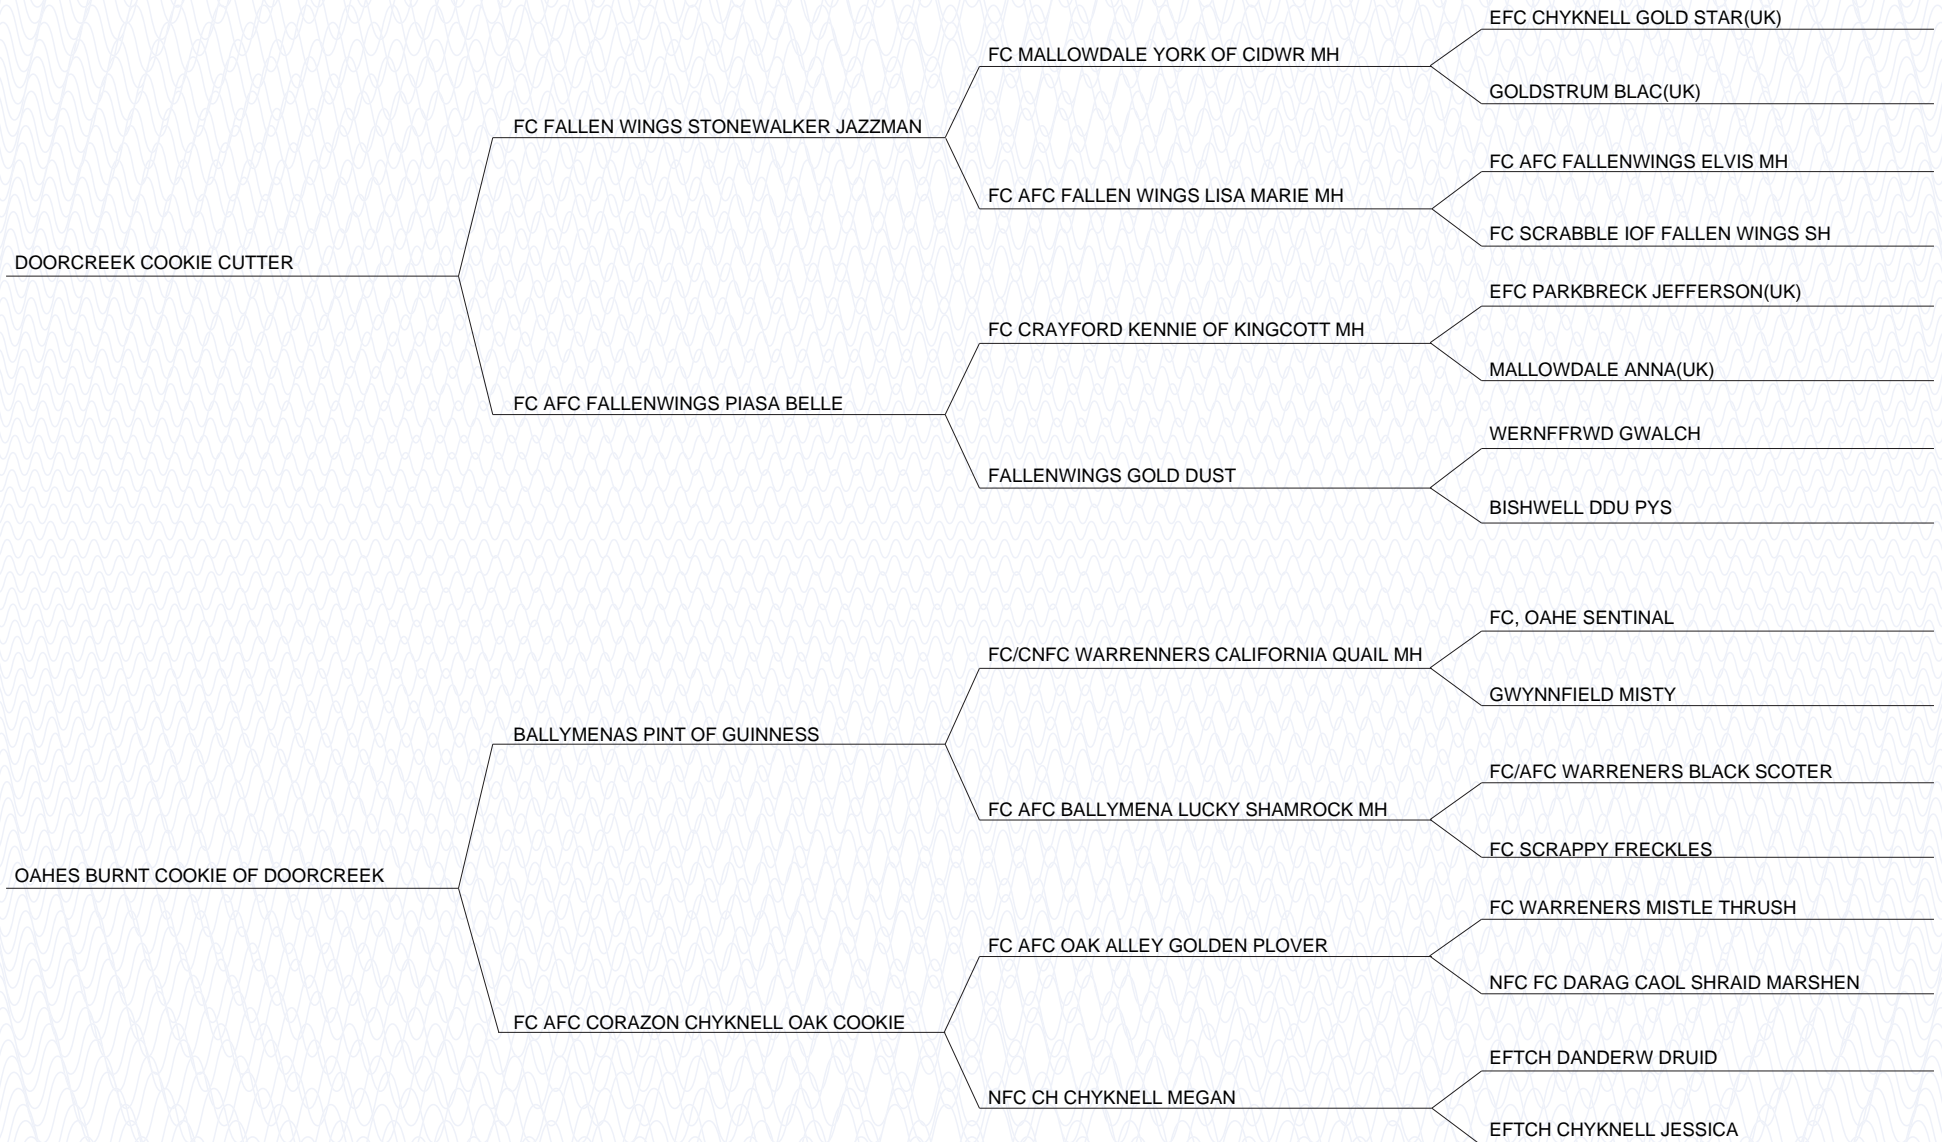 EFC CHYKNELL GOLD STAR(UK)
FC MALLOWDALE YORK OF CIDWR MH
GOLDSTRUM BLAC(UK)
FC FALLEN WINGS STONEWALKER JAZZMAN
FC AFC FALLENWINGS ELVIS MH
FC AFC FALLEN WINGS LISA MARIE MH
FC SCRABBLE IOF FALLEN WINGS SH
DOORCREEK COOKIE CUTTER
EFC PARKBRECK JEFFERSON(UK)
FC CRAYFORD KENNIE OF KINGCOTT MH
MALLOWDALE ANNA(UK)
FC AFC FALLENWINGS PIASA BELLE
WERNFFRWD GWALCH
FALLENWINGS GOLD DUST
BISHWELL DDU PYS
FC, OAHE SENTINAL
FC/CNFC WARRENNERS CALIFORNIA QUAIL MH
GWYNNFIELD MISTY
BALLYMENAS PINT OF GUINNESS
FC/AFC WARRENERS BLACK SCOTER
FC AFC BALLYMENA LUCKY SHAMROCK MH
FC SCRAPPY FRECKLES
OAHES BURNT COOKIE OF DOORCREEK
FC WARRENERS MISTLE THRUSH
FC AFC OAK ALLEY GOLDEN PLOVER
NFC FC DARAG CAOL SHRAID MARSHEN
FC AFC CORAZON CHYKNELL OAK COOKIE
EFTCH DANDERW DRUID
NFC CH CHYKNELL MEGAN
EFTCH CHYKNELL JESSICA